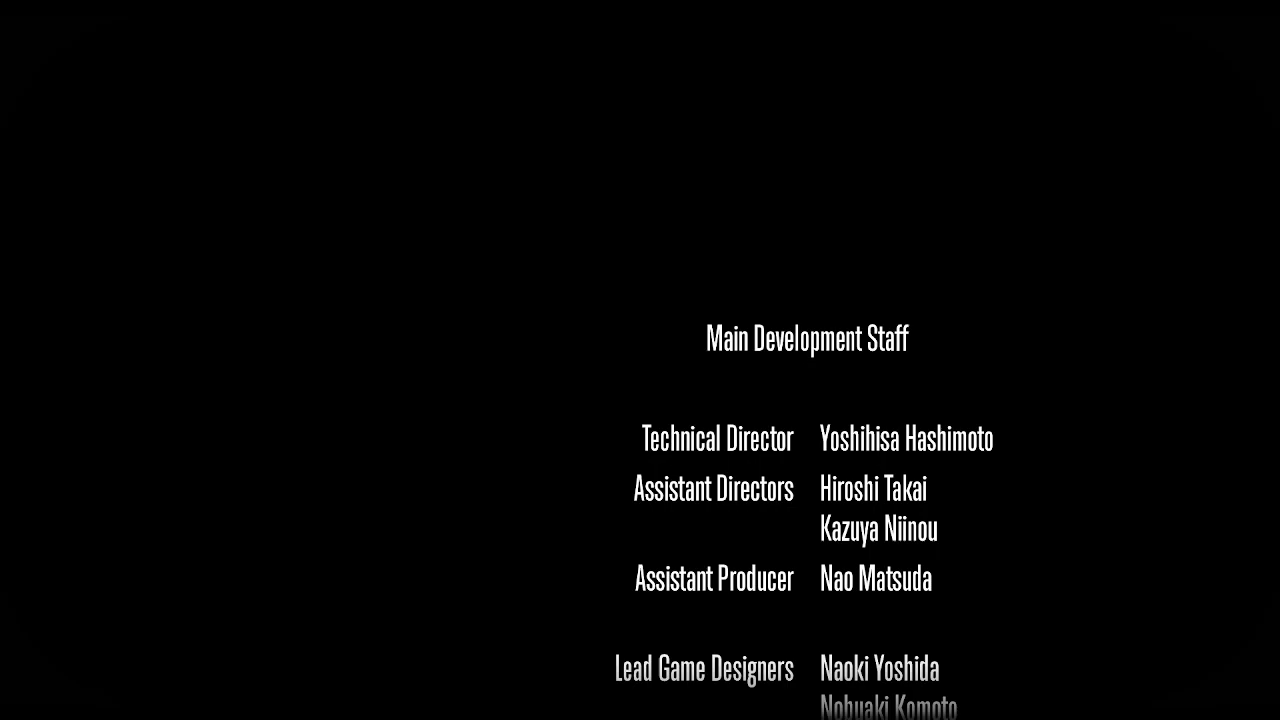 Main Development Staff
Technical Director Yoshihisa Hashimoto
Assistant Directors Hiroshi Takai
Kazuya Niinou
Assistant Producer Nao Matsuda
Lead Game Designers Naoki Yoshida
Nobuaki Komoto